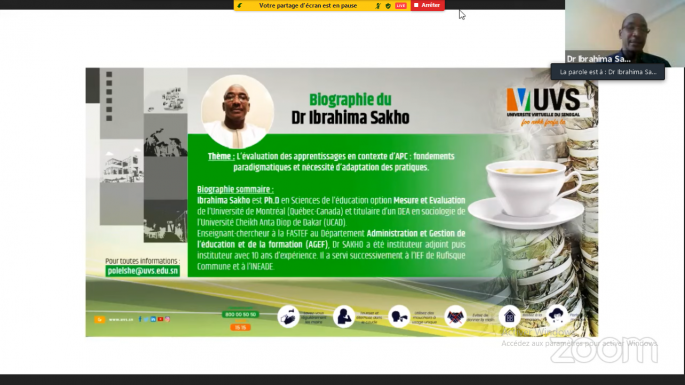 Votre partage d'écran est en pause
LIVE
Arrêter
Dr Ibrahima Sa...
La parole est à : Dr Ibrahima Sa...
Biographie du
Dr Ibrahima Sakho
UVS
UNIVERSITÉ VIRTUELLE DU SÉNÉGAL
Thème : L'évaluation des apprentissages en contexte d'APC : fondements
paradigmatiques et nécessité d'adaptation des pratiques.
Biographie sommaire :
Ibrahima Sakho est Ph.D en Sciences de l'éducation option Mesure et Evaluation
de l'Université de Montréal (Québec-Canada) et titulaire d'un DEA en sociologie de
l'Université Cheikh Anta Diop de Dakar (UCAD).
Enseignant-chercheur à la FASTEF au Département Administration et Gestion
de l'éducation et de la formation (AGEF), Dr SAKHO a été instituteur adjoint puis
instituteur avec 10 ans d'expérience. Il a servi successivement à l'IEF de Rufisque
Commune et à l'INEADE.
Pour toutes informations :
polelshe@uvs.edu.sn
www.uvs.sn
800 00 50 50
Accédez aux paramètres pour activer Windows
zoom